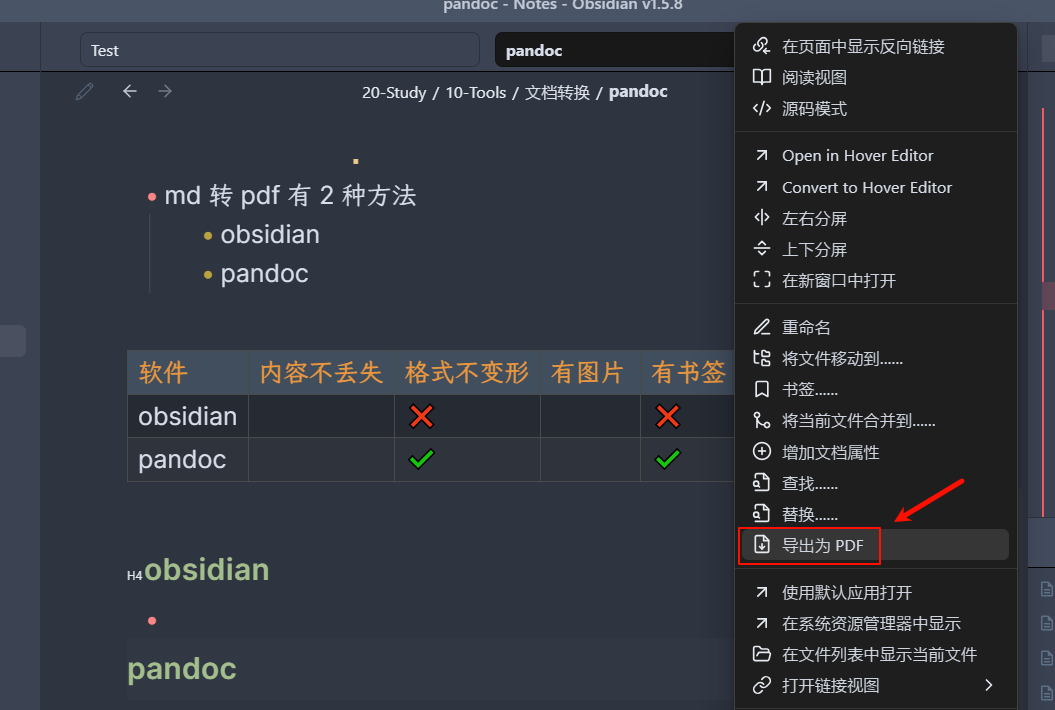 pandoc - Notes - Obsidian v1.5.8
Test
pandoc
20-Study / 10-Tools / 文档转换 / pandoc
md 转 pdf 有 2 种方法
obsidian
pandoc
软件 内容不丢失 格式不变形 有图片 有书签
obsidian ❌ ❌
pandoc ✔ ✔
H4 obsidian
pandoc
在页面中显示反向链接
阅读视图
源码模式
Open in Hover Editor
Convert to Hover Editor
左右分屏
上下分屏
在新窗口中打开
重命名
将文件移动到......
书签......
将当前文件合并到......
增加文档属性
查找......
替换......
导出为 PDF
使用默认应用打开
在系统资源管理器中显示
在文件列表中显示当前文件
打开链接视图